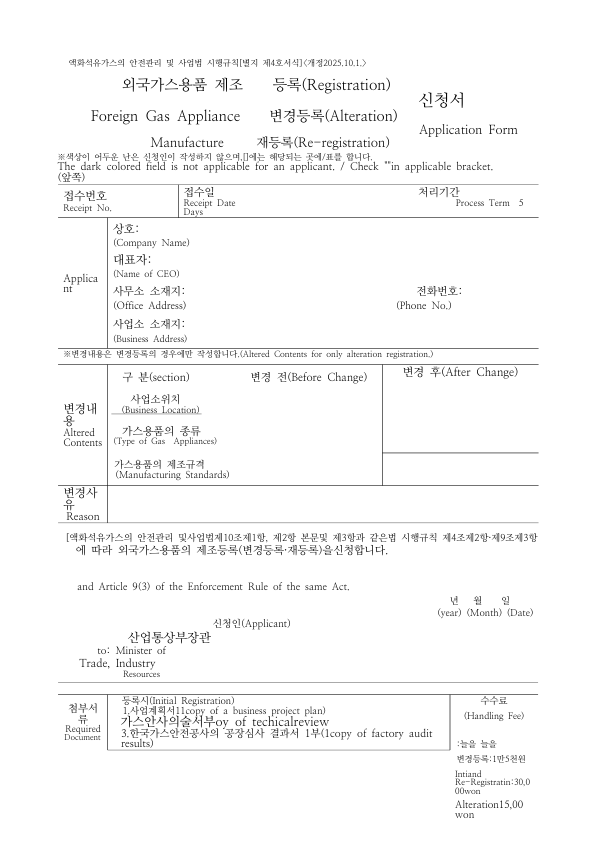 액화석유가스의 안전관리 및 사업법 시행규칙[별지 제4호서식]<개정2025.10.1.>
외국가스용품 제조 등록(Registration)
신청서
Foreign Gas Appliance 변경등록(Alteration)
Application Form
Manufacture 재등록(Re-registration)
※색상이 어두운 난은 신청인이 작성하지 않으며,[]에는 해당되는 곳에/표를 합니다.
The dark colored field is not applicable for an applicant. / Check ""in applicable bracket.
(앞쪽)
접수번호 접수일 처리기간
Receipt No. Receipt Date Process Term 5
Days
상호:
(Company Name)
대표자:
(Name of CEO)
Applica
nt
사무소 소재지: 전화번호:
(Office Address) (Phone No.)
사업소 소재지:
(Business Address)
※변경내용은 변경등록의 경우에만 작성합니다.(Altered Contents for only alteration registration.)
구 분(section) 변경 전(Before Change) 변경 후(After Change)
변경내
용
Altered
Contents
사업소위치
(Business Location)
가스용품의 종류
(Type of Gas Appliances)
가스용품의 제조규격
(Manufacturing Standards)
변경사
유
Reason
[액화석유가스의 안전관리 및사업법제10조제1항, 제2항 본문및 제3항과 같은법 시행규칙 제4조제2항·제9조제3항
에 따라 외국가스용품의 제조등록(변경등록·재등록)을신청합니다.
and Article 9(3) of the Enforcement Rule of the same Act.
년 월 일
(year) (Month) (Date)
신청인(Applicant)
산업통상부장관
to: Minister of
Trade, Industry
Resources
첨부서
류
Required
Document
등록시(Initial Registration)
1.사업계획서11copy of a business project plan)
가스안사의술서부oy of techicalreview
3.한국가스안전공사의 공장심사 결과서 1부(1copy of factory audit
results)
수수료
(Handling Fee)
:늘을 늘을
변경등록:1만5천원
Intiand
Re-Registratin:30,0
00won
Alteration15,00
won